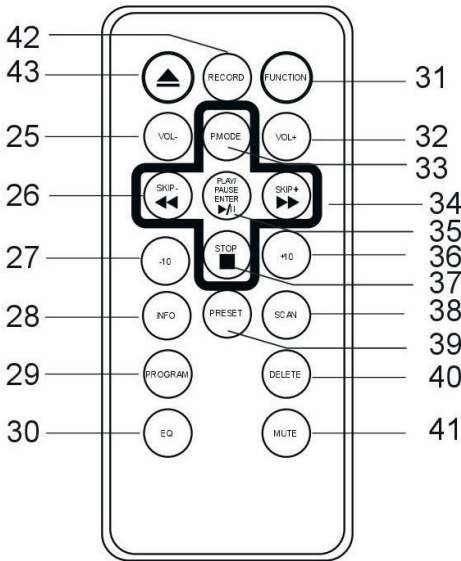 42
43
RECORD
FUNCTION
31
25
VOL-
P.MODE
VOL+
32
33
26
SKIP-
PLAY/
PAUSE
ENTER
SKIP+
34
35
27
-10
STOP
+10
36
37
28
INFO
PRESET
SCAN
38
39
29
PROGRAM
DELETE
40
30
EQ
MUTE
41